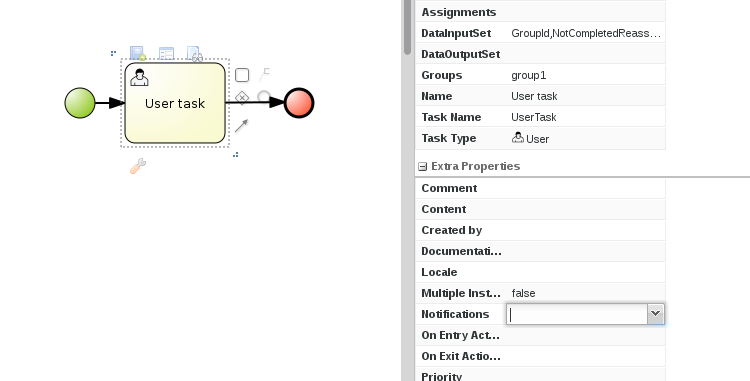 User task
Assignments
DataInputSet GroupId,NotCompletedReass...
DataOutputSet
Groups group1
Name User task
Task Name UserTask
Task Type User
Extra Properties
Comment
Content
Created by
Documentati...
Locale
Multiple Inst... false
Notifications
On Entry Act...
On Exit Actio...
Priority